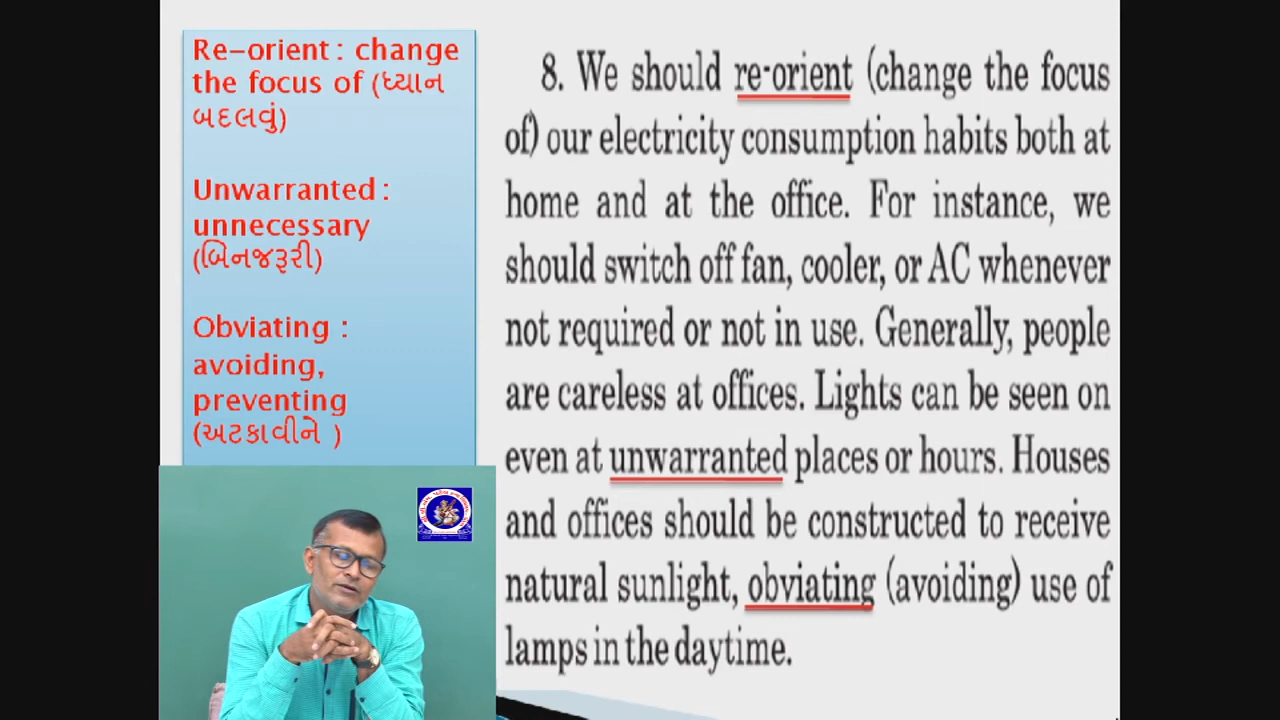 Re-orient : change
the focus of (ધ્યાન
બદલવું)
Unwarranted :
unnecessary
(બિનજરૂરી)
Obviating :
avoiding,
preventing
(અટકાવીને )
8. We should re-orient (change the focus
of) our electricity consumption habits both at
home and at the office. For instance, we
should switch off fan, cooler, or AC whenever
not required or not in use. Generally, people
are careless at offices. Lights can be seen on
even at unwarranted places or hours. Houses
and offices should be constructed to receive
natural sunlight, obviating (avoiding) use of
lamps in the daytime.